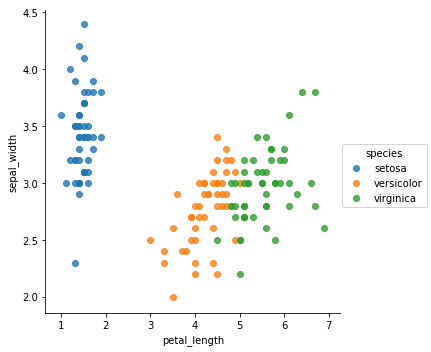 4.5
4.0
3.5
3.0
2.5
2.0
sepal_width
1
2
3
4
5
6
7
petal_length
species
setosa
versicolor
virginica